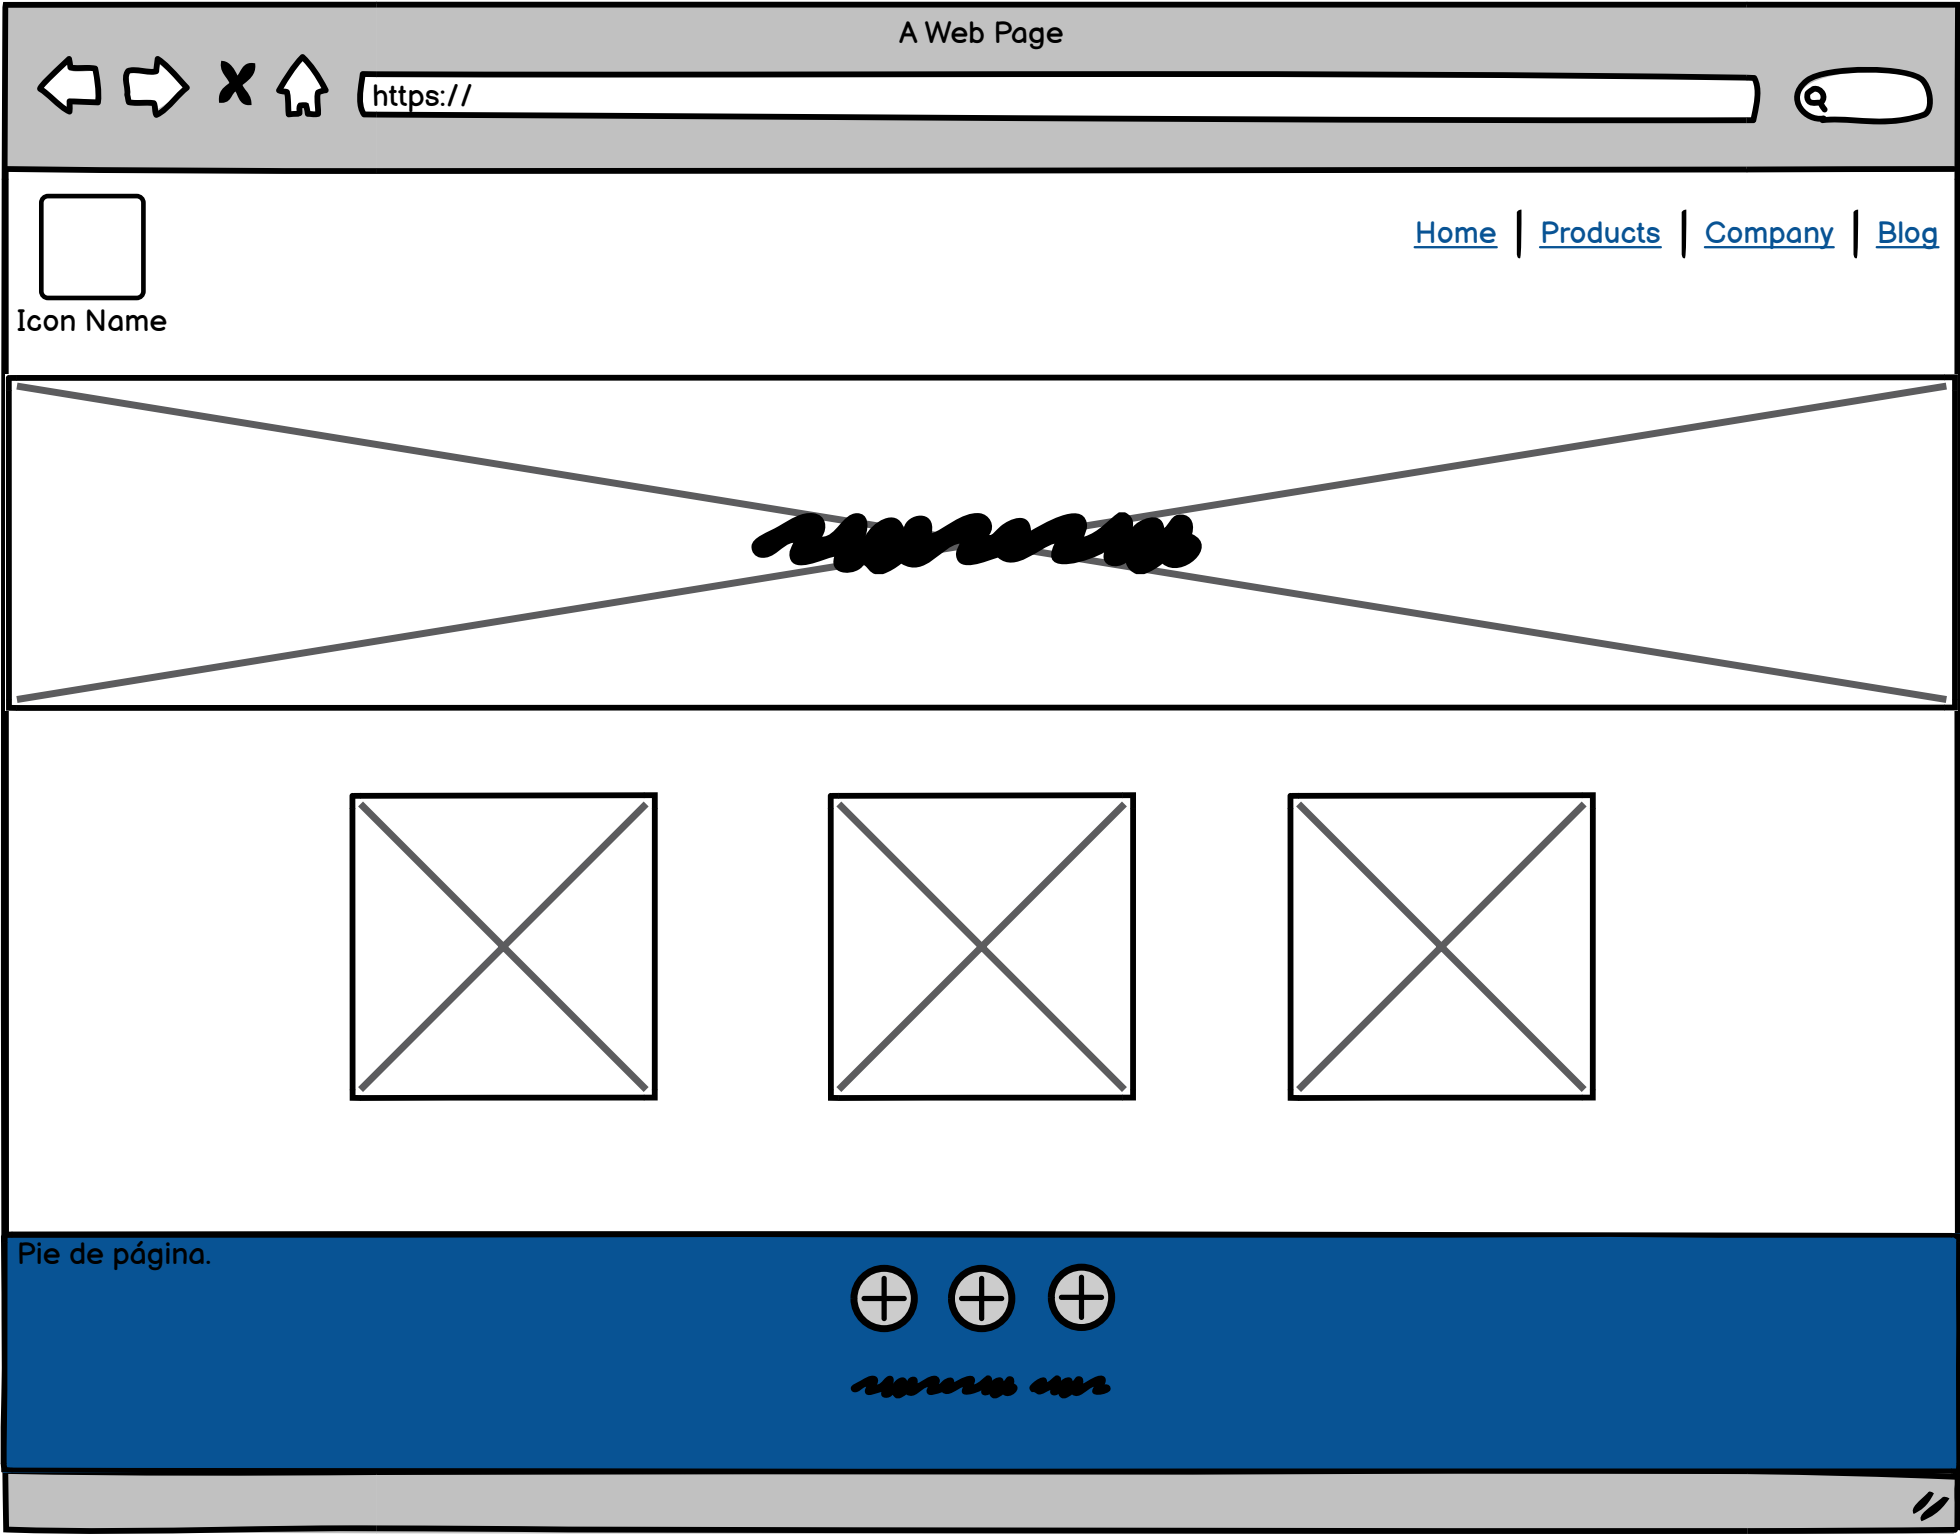 A Web Page
https://
Home | Products | Company | Blog
Icon Name
Pie de página.